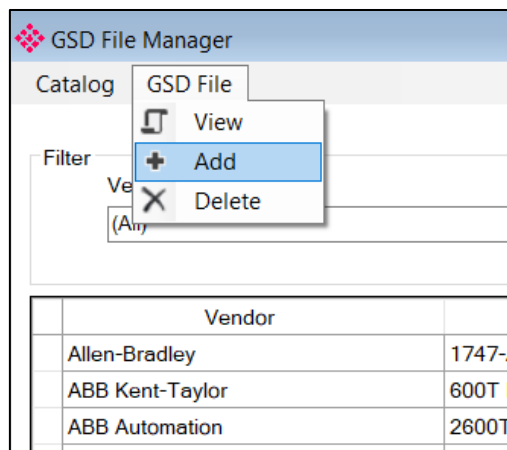 GSD File Manager
Catalog GSD File
View
Filter
Add
Delete
(All)
Vendor
Allen-Bradley 1747-
ABB Kent-Taylor 600T
ABB Automation 2600T